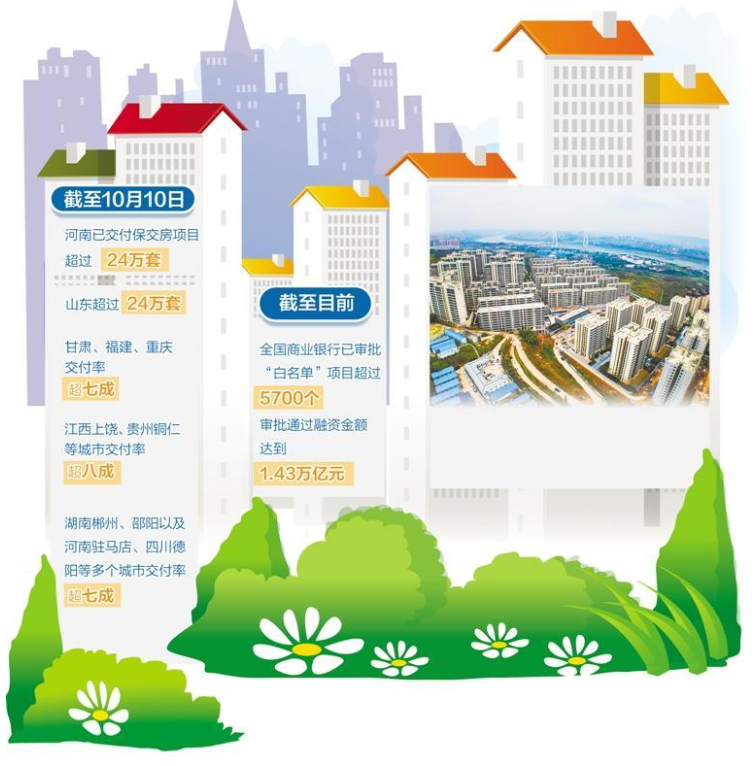 截至10月10日
河南已交付保交房项目
超过 24万套
山东超过 24万套
甘肃、福建、重庆
交付率
超七成
江西上饶、贵州铜仁
等城市交付率
超八成
湖南郴州、邵阳以及
河南驻马店、四川德
阳等多个城市交付率
超七成
截至目前
全国商业银行已审批
“白名单”项目超过
5700个
审批通过融资金额
达到
1.43万亿元